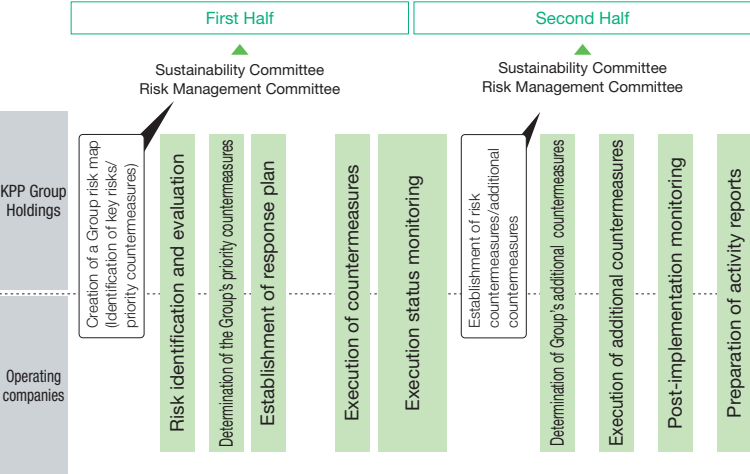 First Half
Second Half
Sustainability Committee
Risk Management Committee
Sustainability Committee
Risk Management Committee
KPP Group
Holdings
Operating
companies
Creation of a Group risk map
(Identification of key risks/
priority countermeasures)
Risk identification and evaluation
Determination of the Group's priority countermeasures
Establishment of response plan
Execution of countermeasures
Execution status monitoring
Establishment of risk
countermeasures/additional
countermeasures
Determination of Group's additional countermeasures
Execution of additional countermeasures
Post-implementation monitoring
Preparation of activity reports